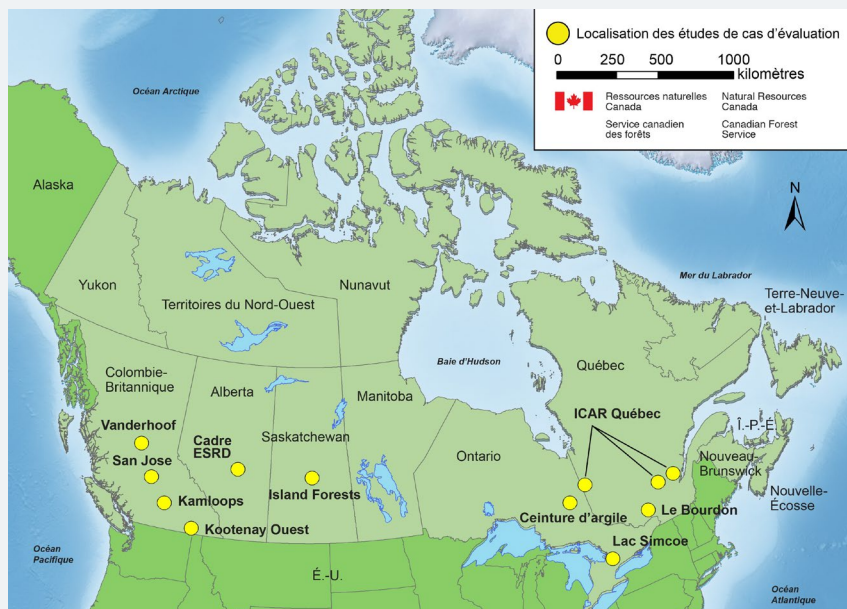 Localisation des études de cas d'évaluation
0 250 500 1000
kilomètres
Ressources naturelles
Canada
Natural Resources
Canada
Service canadien
des forêts
Canadian Forest
Service
Océan Arctique
N
Alaska
Yukon
Territoires du Nord-Ouest
Nunavut
Mer du Labrador
Terre-Neuve-
et-Labrador
Baie d'Hudson
Québec
Colombie-
Britannique
Alberta
Manitoba
Saskatchewan
Ontario
ICAR Québec
Î.-P.-É.
Nouveau
Brunswick
Nouvelle-
Écosse
Vanderhoof
San Jose
Cadre
ESRD
Island Forests
Kamloops
Kootenay Ouest
Ceinture d'argile
Le Bourdon
Lac Simcoe
Océan
Pacifique
É.-U.
Océan
Atlantique